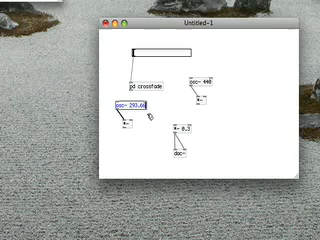 Untitled-1
pd crossfade
osc~ 440
osc~ 293.66
*~
*~
*~ 0.3
dac~